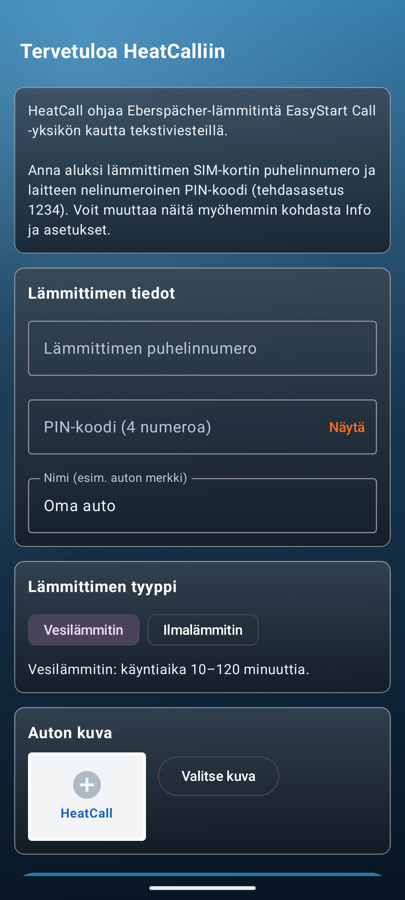 Tervetuloa HeatCalliin
HeatCall ohjaa Eberspächer-lämmitintä EasyStart Call
-yksikön kautta tekstiviesteillä.
Anna aluksi lämmittimen SIM-kortin puhelinnumero ja
laitteen nelinumeroinen PIN-koodi (tehdasasetus
1234). Voit muuttaa näitä myöhemmin kohdasta Info
ja asetukset.
Lämmittimen tiedot
Lämmittimen puhelinnumero
PIN-koodi (4 numeroa) Näytä
Nimi (esim. auton merkki)
Oma auto
Lämmittimen tyyppi
Vesilämmitin Ilmalämmitin
Vesilämmitin: käyntiaika 10–120 minuuttia.
Auton kuva
Valitse kuva
HeatCall